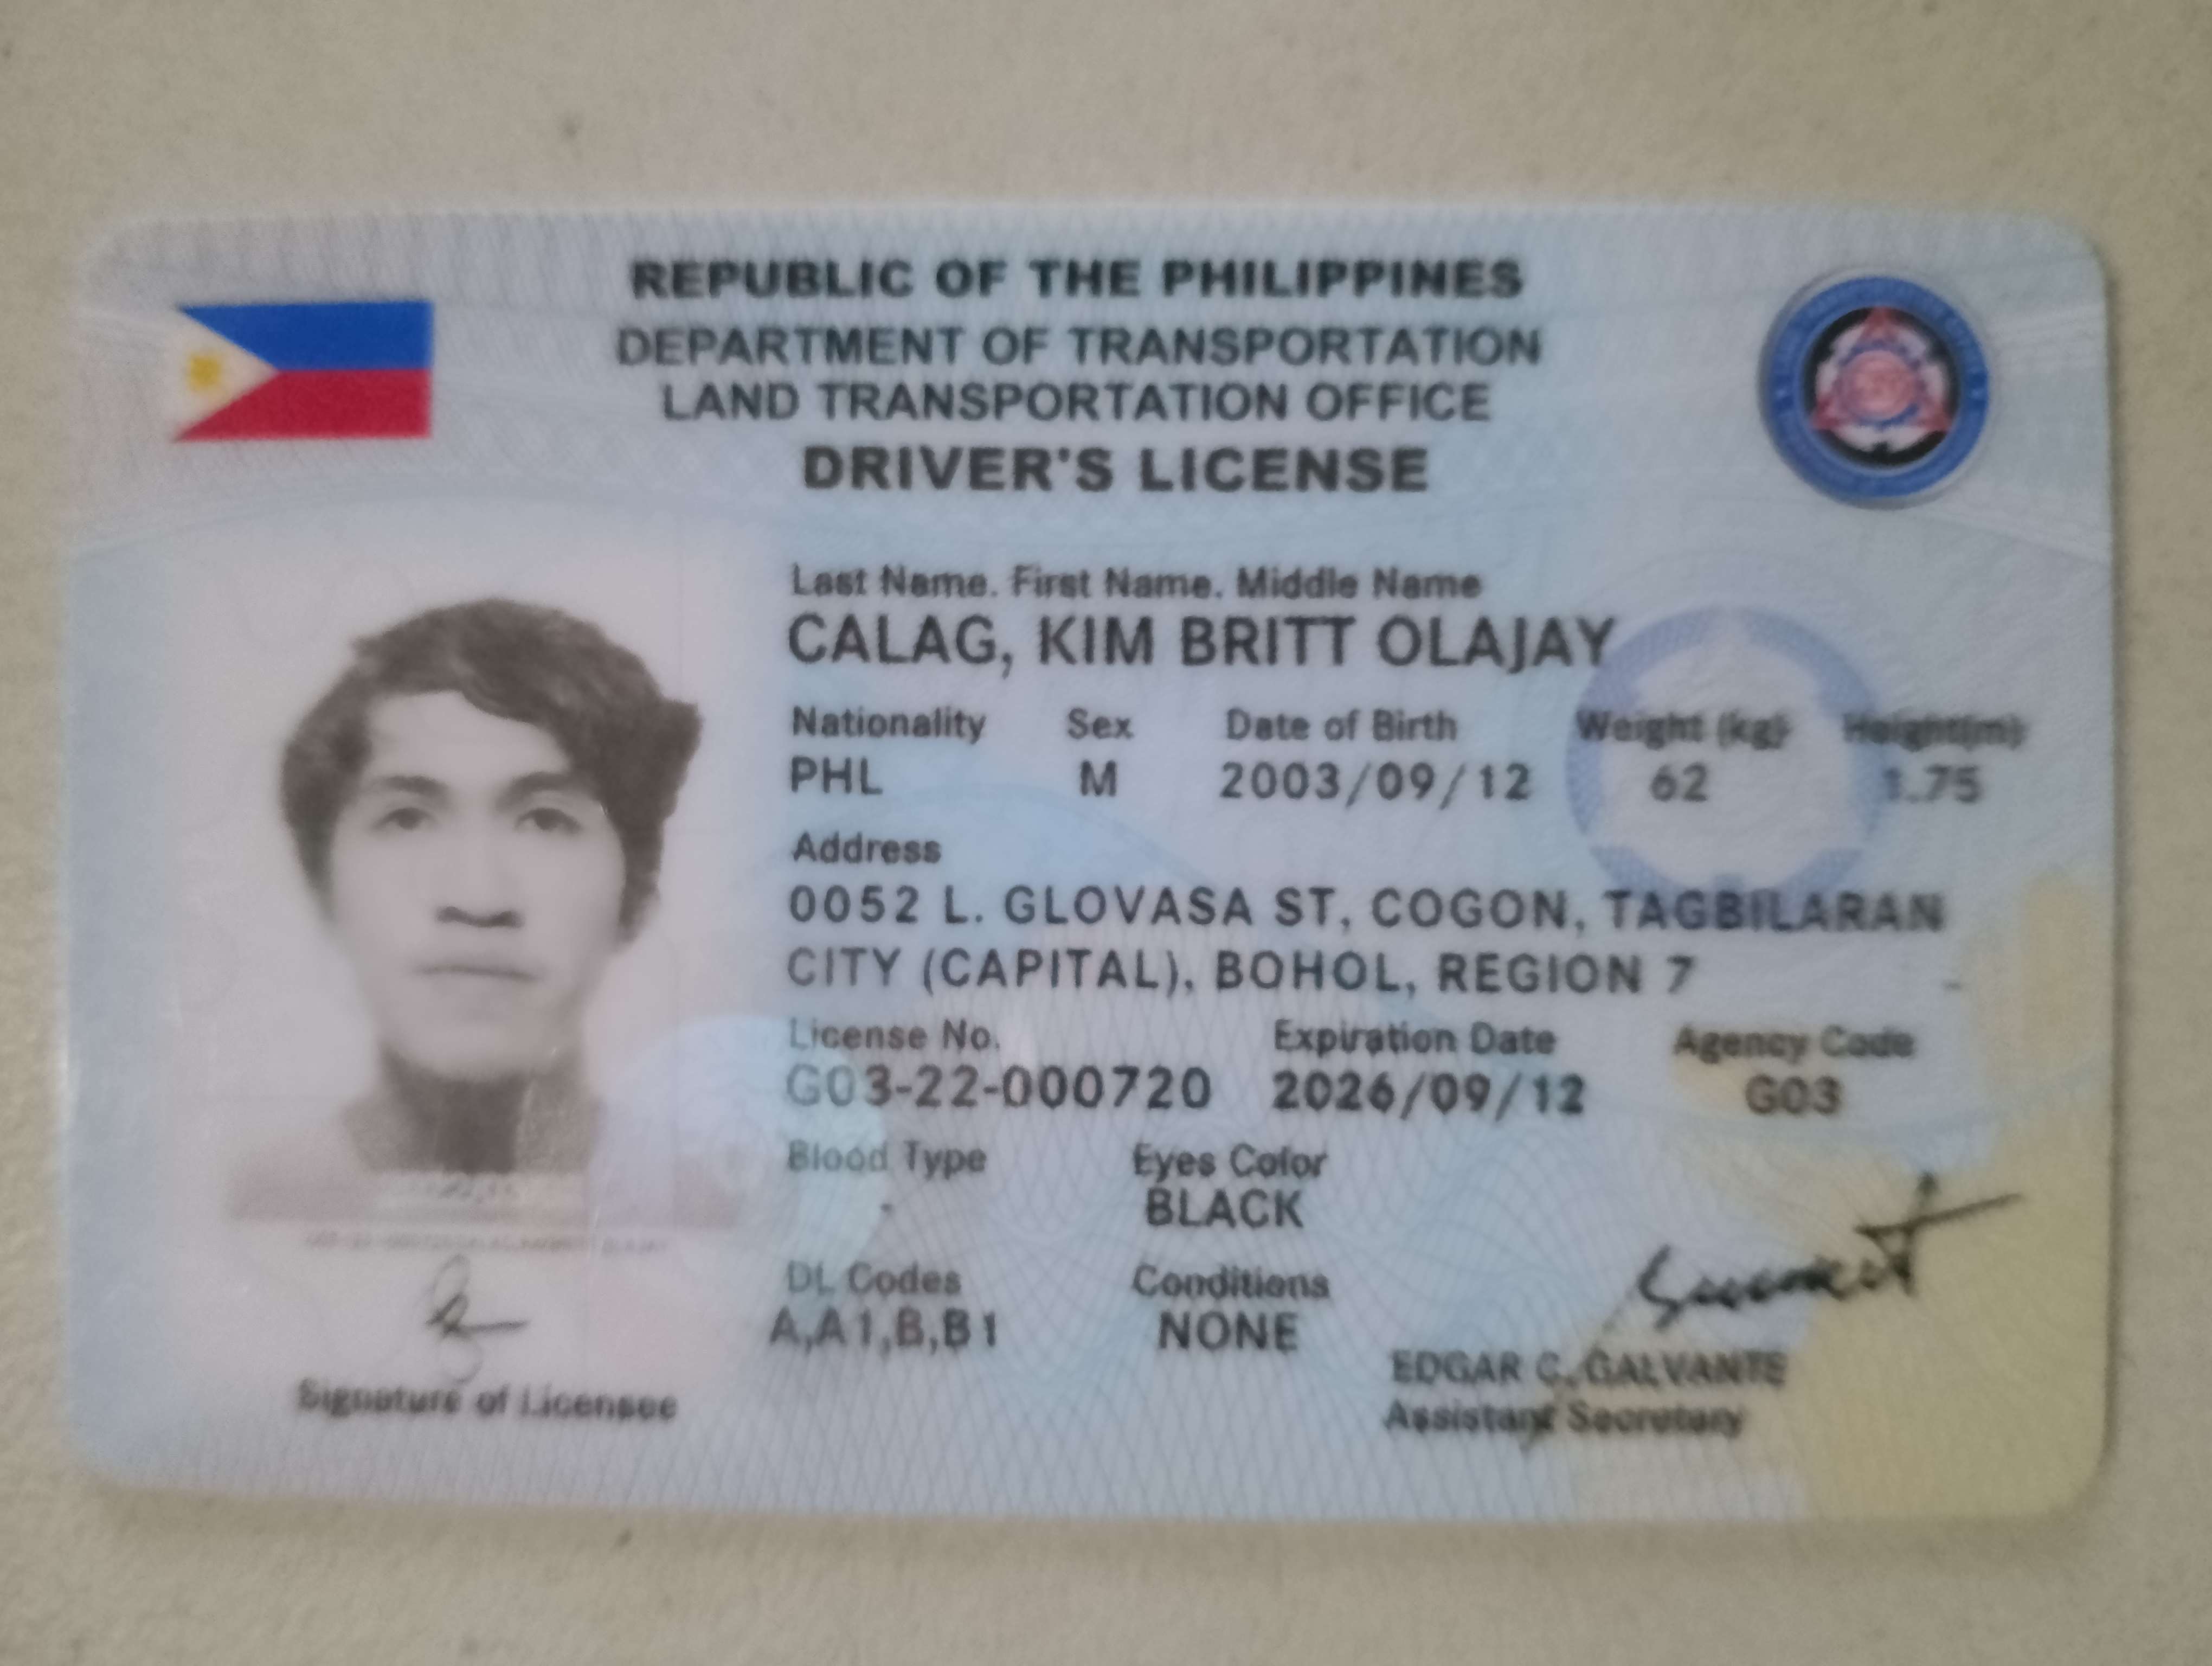 REPUBLIC OF THE PHILIPPINES
DEPARTMENT OF TRANSPORTATION
LAND TRANSPORTATION OFFICE
DRIVER'S LICENSE
Last Name. First Name. Middle Name
CALAG, KIM BRITT OLAJAY
Nationality Sex Date of Birth Weight (kg) Height(m)
PHL M 2003/09/12 62 1.75
Address
0052 L. GLOVASA ST, COGON, TAGBILARAN
CITY (CAPITAL), BOHOL, REGION 7
License No. Expiration Date Agency Code
G03-22-000720 2026/09/12 G03
Blood Type Eyes Color
- BLACK
DL Codes Conditions
A,A1,B,B1 NONE
EDGAR C. GALVANTE
Signature of Licensee Assistant Secretary